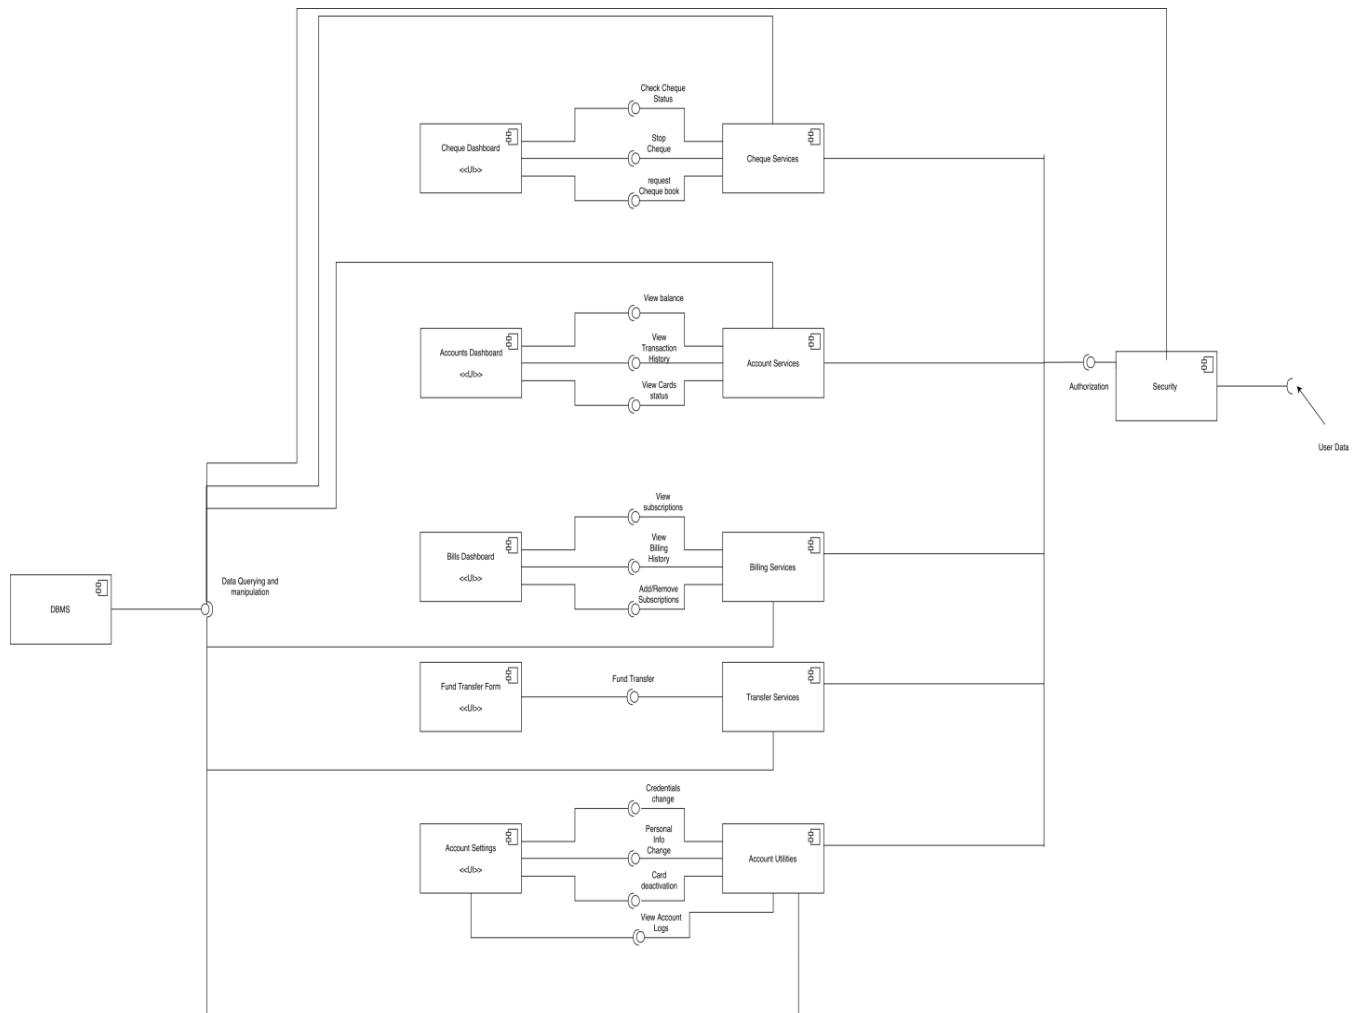 Check Cheque
Status
Cheque Dashboard
<<UI>>
Stop
Cheque
request
Cheque book
Cheque Services
View balance
Accounts Dashboard
<<UI>>
View
Transaction
History
View Cards
status
Account Services
Authorization
Security
User Data
View
subscriptions
Bills Dashboard
<<UI>>
View
Billing
History
Add/Remove
Subscriptions
Billing Services
DBMS
Data Querying and
manipulation
Fund Transfer Form
<<UI>>
Fund Transfer
Transfer Services
Credentials
change
Account Settings
<<UI>>
Personal
Info
Change
Card
deactivation
View Account
Logs
Account Utilities